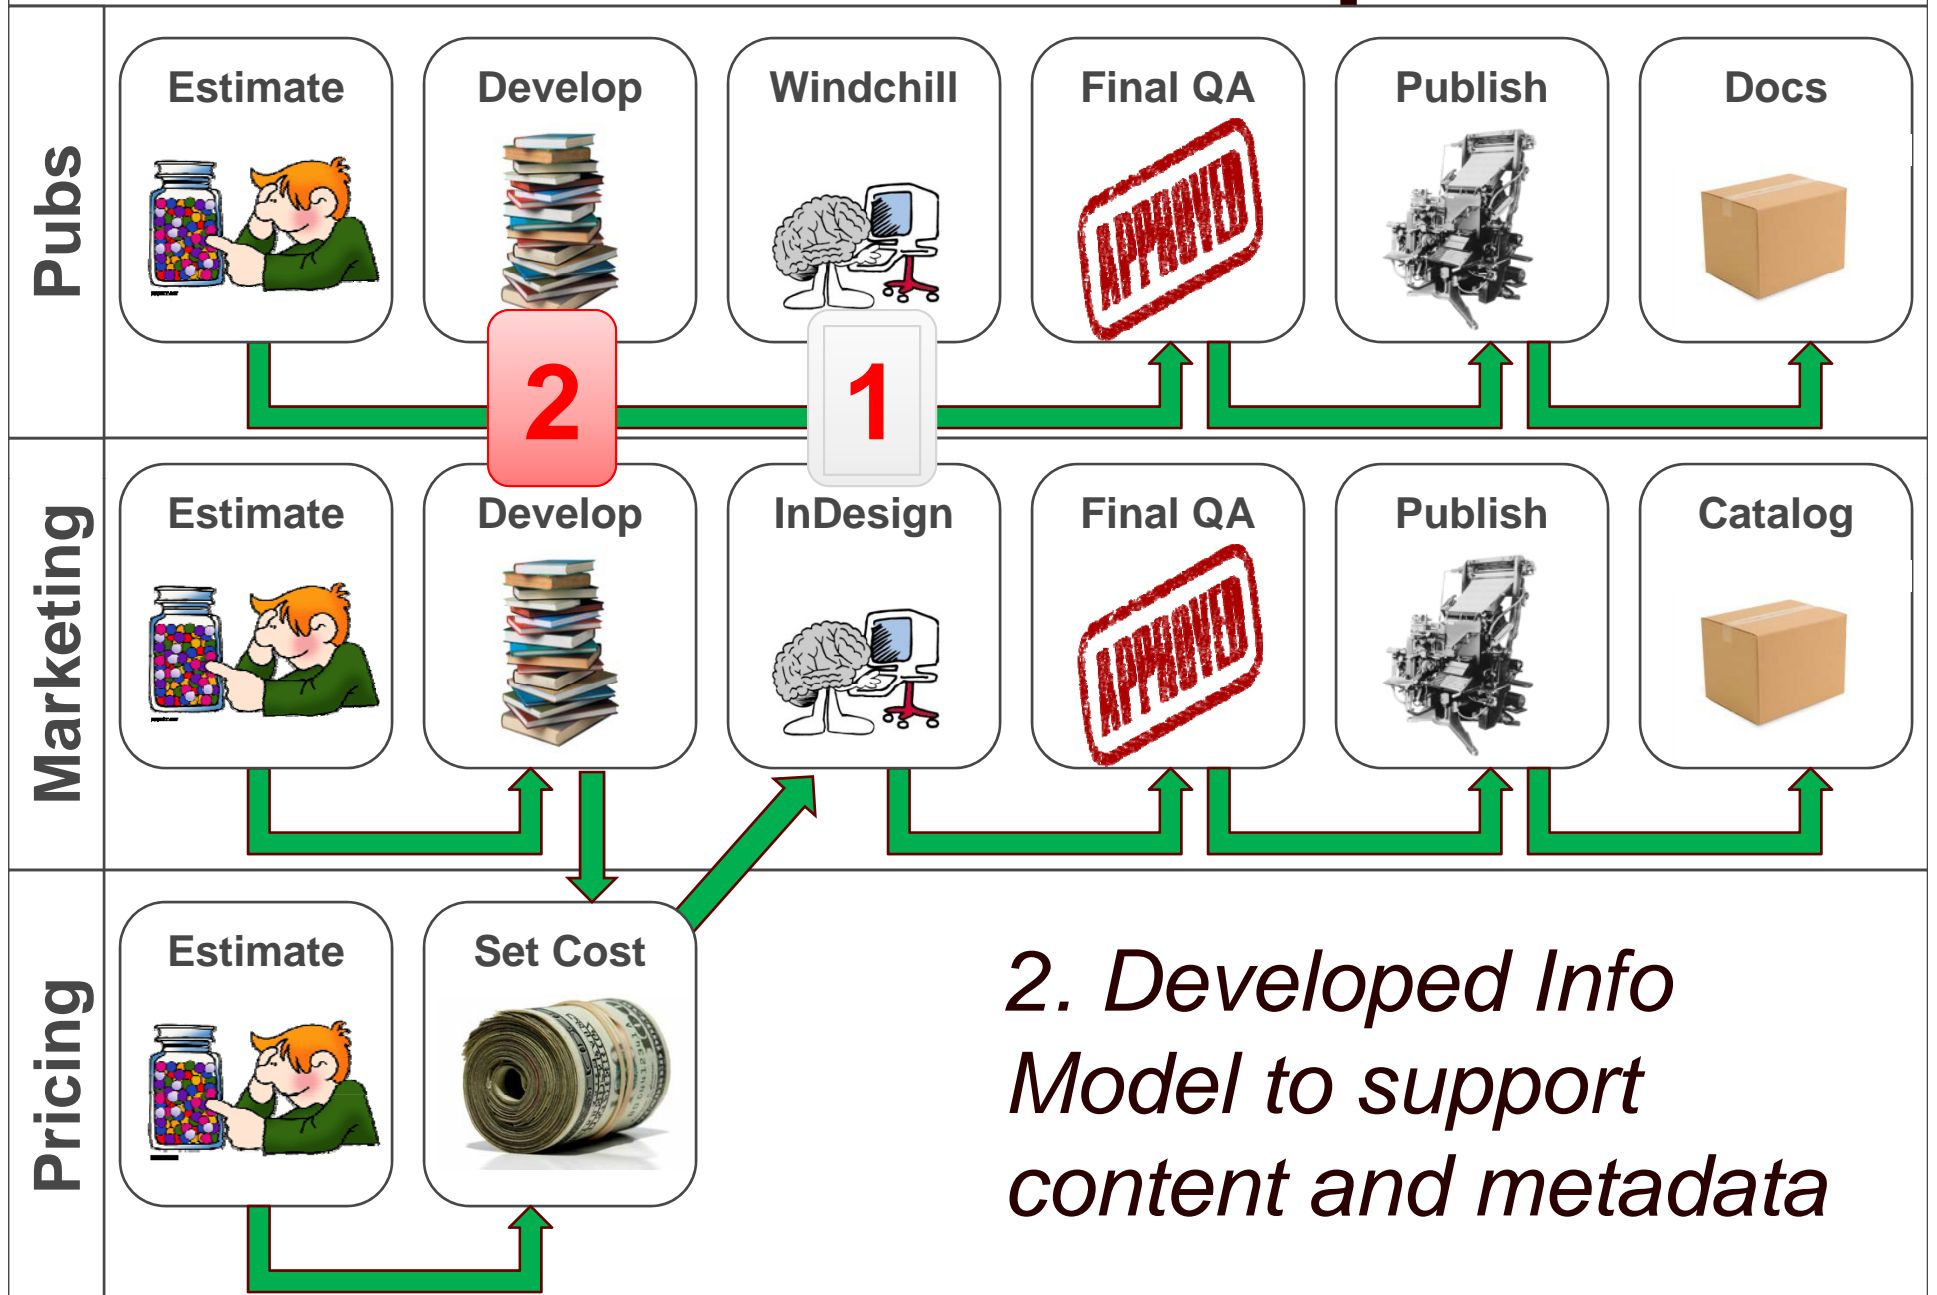 Pubs
Estimate
Develop
Windchill
Final QA
Publish
Docs
APPROVED
2
1
Marketing
Estimate
Develop
InDesign
Final QA
Publish
Catalog
APPROVED
Pricing
Estimate
Set Cost
2. Developed Info
Model to support
content and metadata